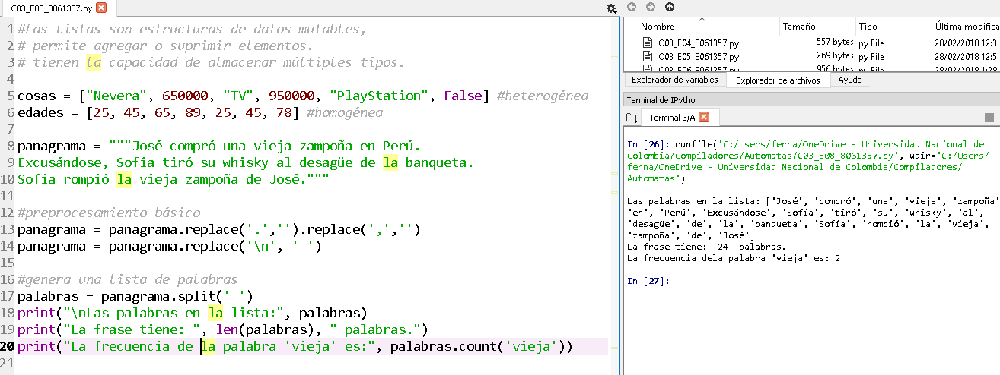 C03_E08_8061357.py
1 #Las listas son estructuras de datos mutables,
2 # permite agregar o suprimir elementos.
3 # tienen la capacidad de almacenar múltiples tipos.
4
5 cosas = ["Nevera", 650000, "TV", 950000, "PlayStation", False] #heterogénea
6 edades = [25, 45, 65, 89, 25, 45, 78] #homogénea
7
8 panagrama = """José compró una vieja zampoña en Perú.
9 Excusándose, Sofía tiró su whisky al desagüe de la banqueta.
10 Sofía rompió la vieja zampoña de José."""
11
12 #preprocesamiento básico
13 panagrama = panagrama.replace('.','').replace(',','')
14 panagrama = panagrama.replace('\n', ' ')
15
16 #genera una lista de palabras
17 palabras = panagrama.split(' ')
18 print("\nLas palabras en la lista:", palabras)
19 print("La frase tiene: ", len(palabras), " palabras.")
20 print("La frecuencia de la palabra 'vieja' es:", palabras.count('vieja'))
21
Nombre Tamaño Tipo Última modifica
C03_E04_8061357.py 557 bytes py File 28/02/2018 12:3.
C03_E05_8061357.py 269 bytes py File 28/02/2018 12:5.
C03_E06_8061357.py 956 bytes py File 28/02/2018 1:28
Explorador de variables Explorador de archivos Ayuda
Terminal de IPython
Terminal 3/A
In [26]: runfile('C:/Users/ferna/OneDrive - Universidad Nacional de
Colombia/Compiladores/Automatas/C03_E08_8061357.py', wdir='C:/Users/
ferna/OneDrive - Universidad Nacional de Colombia/Compiladores/
Automatas')
Las palabras en la lista: ['José', 'compró', 'una', 'vieja', 'zampoña'
'en', 'Perú', 'Excusándose', 'Sofía', 'tiró', 'su', 'whisky', 'al',
'desagüe', 'de', 'la', 'banqueta', 'Sofía', 'rompió', 'la', 'vieja',
'zampoña', 'de', 'José']
La frase tiene:  24  palabras.
La frecuencia dela palabra 'vieja' es: 2
In [27]: